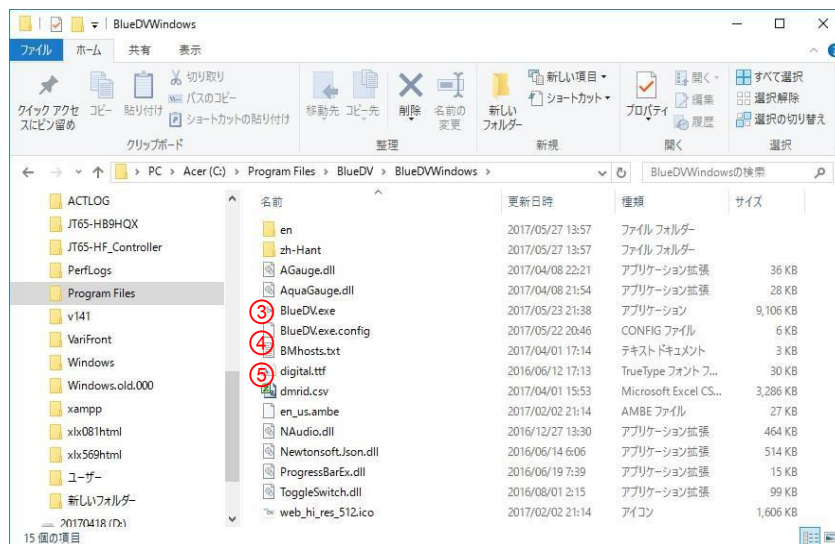 BlueDVWindows
ファイル ホーム 共有 表示
クイック アクセスにピン留め
コピー
貼り付け
切り取り
パスのコピー
ショートカットの貼り付け
クリップボード
移動先
コピー先
削除
名前の変更
整理
新しいフォルダー
新しい項目
ショートカット
新規
プロパティ
開く
編集
履歴
開く
すべて選択
選択解除
選択の切り替え
選択
PC > Acer (C:) > Program Files > BlueDV > BlueDVWindows >
BlueDVWindowsの検索
ACTLOG
JT65-HB9HQX
JT65-HF_Controller
PerfLogs
Program Files
v141
VariFront
Windows
Windows.old.000
xampp
xlx081html
xlx569html
ユーザー
新しいフォルダー
20170418 (D:)
名前 更新日時 種類 サイズ
en 2017/05/27 13:57 ファイル フォルダー
zh-Hant 2017/05/27 13:57 ファイル フォルダー
AGauge.dll 2017/04/08 22:21 アプリケーション拡張 36 KB
AquaGauge.dll 2017/04/08 21:54 アプリケーション拡張 28 KB
③ BlueDV.exe 2017/05/23 21:38 アプリケーション 9,106 KB
BlueDV.exe.config 2017/05/22 20:46 CONFIG ファイル 6 KB
④ BMhosts.txt 2017/04/01 17:14 テキスト ドキュメント 3 KB
⑤ digital.ttf 2016/06/12 17:13 TrueType フォント フ... 30 KB
dmrid.csv 2017/04/01 15:53 Microsoft Excel CS... 3,286 KB
en_us.ambe 2017/02/02 21:14 AMBE ファイル 27 KB
NAudio.dll 2016/12/27 13:30 アプリケーション拡張 464 KB
Newtonsoft.Json.dll 2016/06/14 6:06 アプリケーション拡張 514 KB
ProgressBarEx.dll 2016/06/19 7:39 アプリケーション拡張 15 KB
ToggleSwitch.dll 2016/08/01 2:15 アプリケーション拡張 99 KB
web_hi_res_512.ico 2017/02/02 21:14 アイコン 1,606 KB
15 個の項目